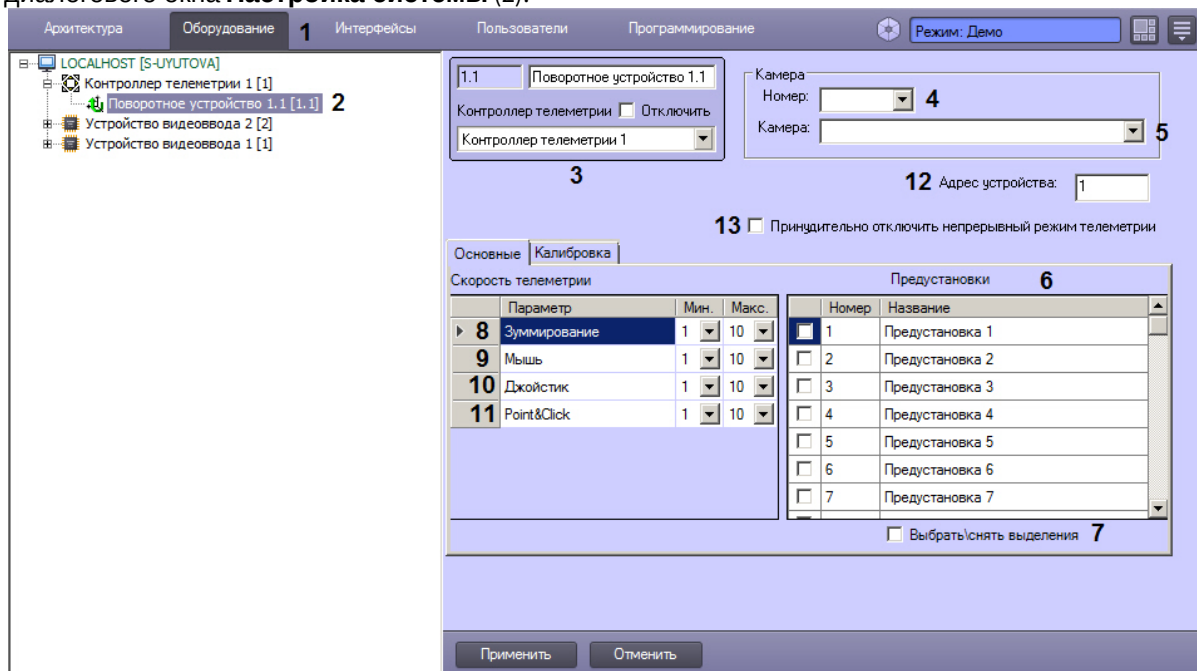 диалогового окна Настройка системы (2).
Архитектура Оборудование 1 Интерфейсы Пользователи Программирование Режим: Демо
LOCALHOST [S-UYUTOVA]
Контроллер телеметрии 1 [1]
Поворотное устройство 1.1 [1.1] 2
Устройство видеоввода 2 [2]
Устройство видеоввода 1 [1]
1.1 Поворотное устройство 1.1
Контроллер телеметрии Отключить
Контроллер телеметрии 1
3
Камера
Номер: 4
Камера: 5
12 Адрес устройства: 1
13 Принудительно отключить непрерывный режим телеметрии
Основные Калибровка
Скорость телеметрии
Параметр Мин. Макс.
8 Зуммирование 1 10
9 Мышь 1 10
10 Джойстик 1 10
11 Point&Click 1 10
Предустановки 6
Номер Название
1 Предустановка 1
2 Предустановка 2
3 Предустановка 3
4 Предустановка 4
5 Предустановка 5
6 Предустановка 6
7 Предустановка 7
Выбрать\снять выделения 7
Применить Отменить